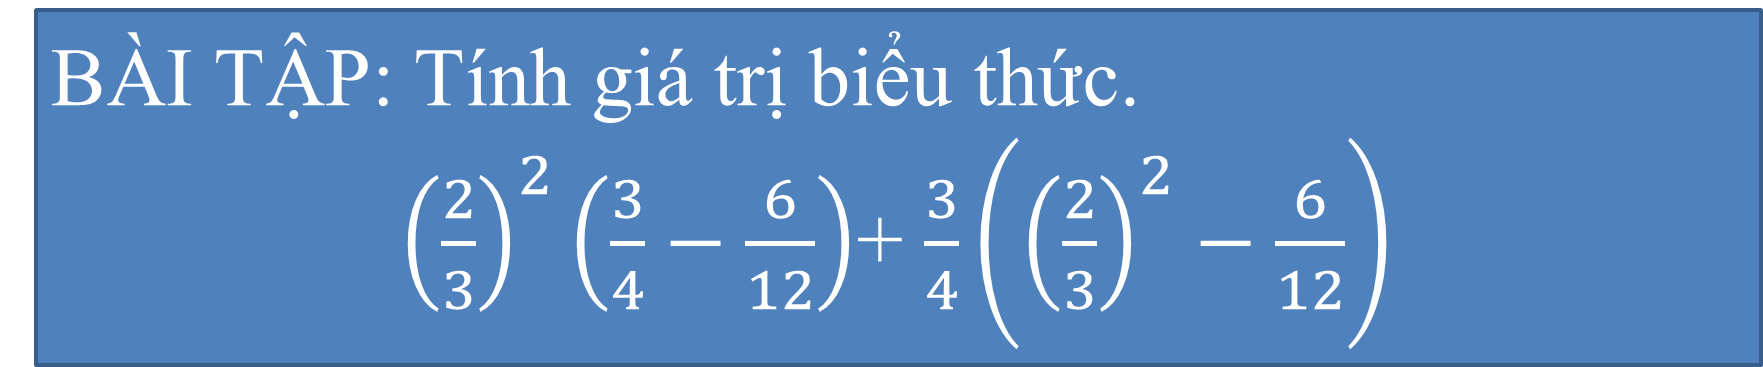 BÀI TẬP: Tính giá trị biểu thức.
(2/3)² (3/4 − 6/12) + 3/4 ((2/3)² − 6/12)